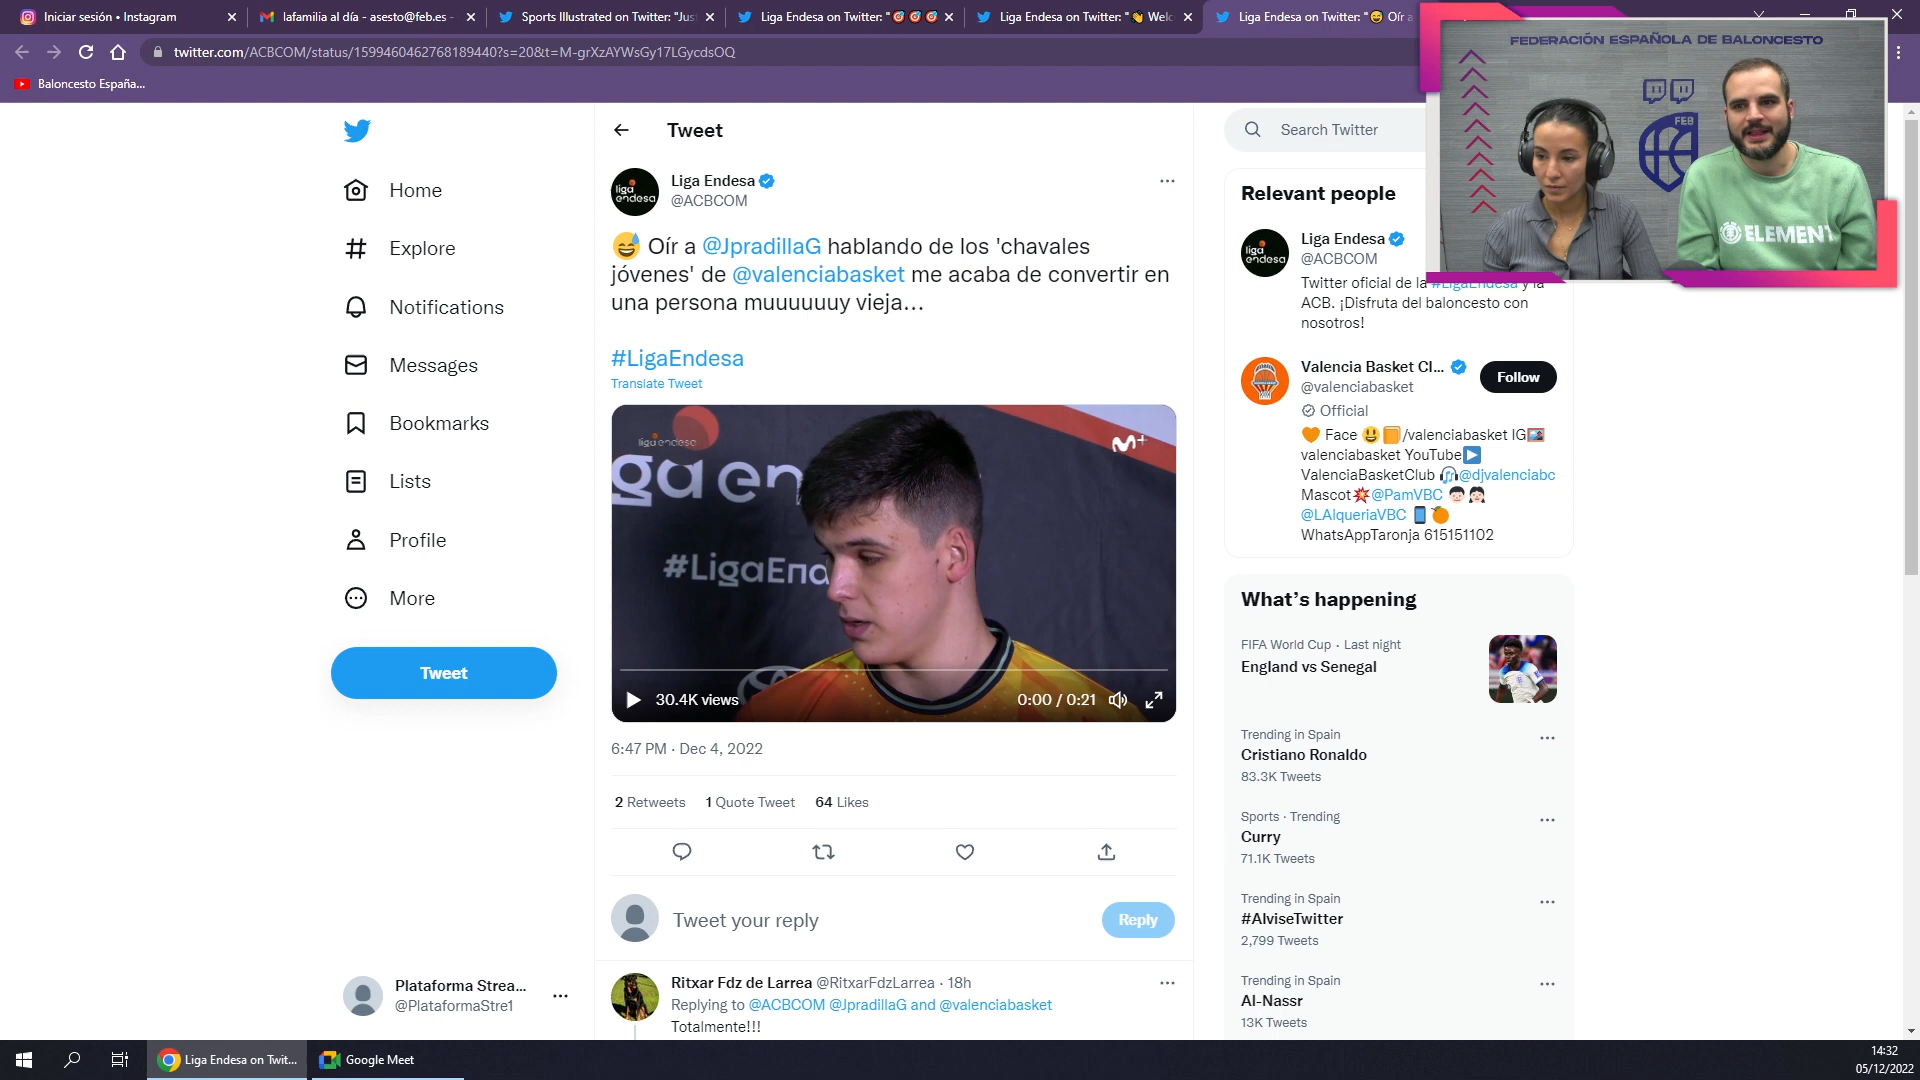 Iniciar sesión • Instagram
lafamilia al día - asesto@feb.es -
Sports Illustrated on Twitter: "Jus
Liga Endesa on Twitter: "🎯🎯🎯
Liga Endesa on Twitter: "👋 Welc
Liga Endesa on Twitter: "😅 Oír a
twitter.com/ACBCOM/status/1599460462768189440?s=20&t=M-grXzAYWsGy17LGycdsOQ
Baloncesto España...
FEDERACIÓN ESPAÑOLA DE BALONCESTO
FEB
ELEMENT
Home
Explore
Notifications
Messages
Bookmarks
Lists
Profile
More
Tweet
Plataforma Strea...
@PlataformaStre1
Tweet
liga
endesa
Liga Endesa
@ACBCOM
😅 Oír a @JpradillaG hablando de los 'chavales
jóvenes' de @valenciabasket me acaba de convertir en
una persona muuuuuuy vieja...
#LigaEndesa
Translate Tweet
liga endesa
M+
ga en
#LigaEnd
30.4K views
0:00 / 0:21
6:47 PM · Dec 4, 2022
2 Retweets 1 Quote Tweet 64 Likes
Tweet your reply
Reply
Ritxar Fdz de Larrea @RitxarFdzLarrea · 18h
Replying to @ACBCOM @JpradillaG and @valenciabasket
Totalmente!!!
Search Twitter
Relevant people
liga
endesa
Liga Endesa
@ACBCOM
Twitter oficial de la #LigaEndesa y la
ACB. ¡Disfruta del baloncesto con
nosotros!
Valencia Basket Cl...
Follow
@valenciabasket
Official
🧡 Face 😃📙/valenciabasket IG🖼
valenciabasket YouTube▶
ValenciaBasketClub 🎧@djvalenciabc
Mascot💥@PamVBC 👦🏻👧🏻
@LAlqueriaVBC 📱🍊
WhatsAppTaronja 615151102
What's happening
FIFA World Cup · Last night
England vs Senegal
Trending in Spain
Cristiano Ronaldo
83.3K Tweets
Sports · Trending
Curry
71.1K Tweets
Trending in Spain
#AlviseTwitter
2,799 Tweets
Trending in Spain
Al-Nassr
13K Tweets
Liga Endesa on Twit...
Google Meet
14:32
05/12/2022